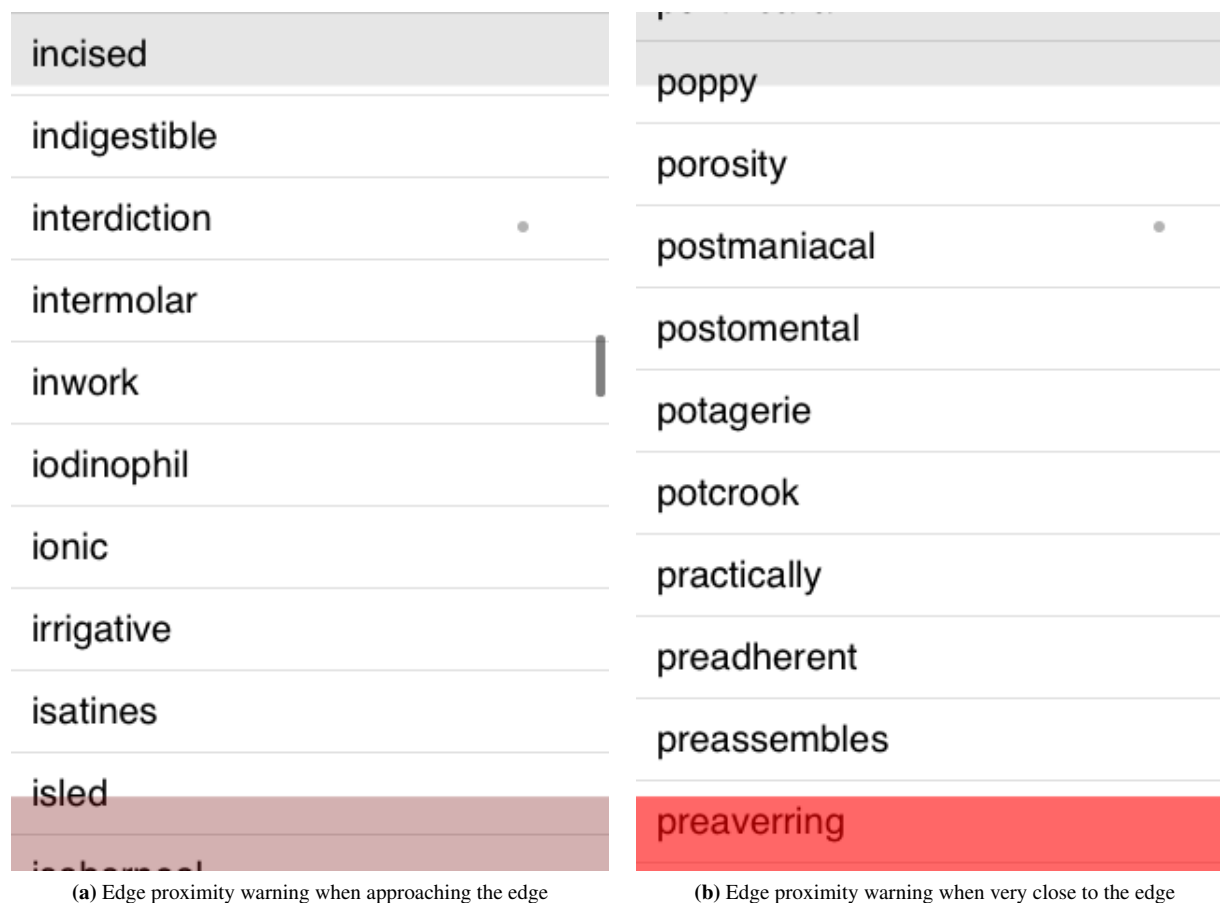 incised
indigestible
interdiction
intermolar
inwork
iodinophil
ionic
irrigative
isatines
isled
(a) Edge proximity warning when approaching the edge
poppy
porosity
postmaniacal
postomental
potagerie
potcrook
practically
preadherent
preassembles
preaverring
(b) Edge proximity warning when very close to the edge